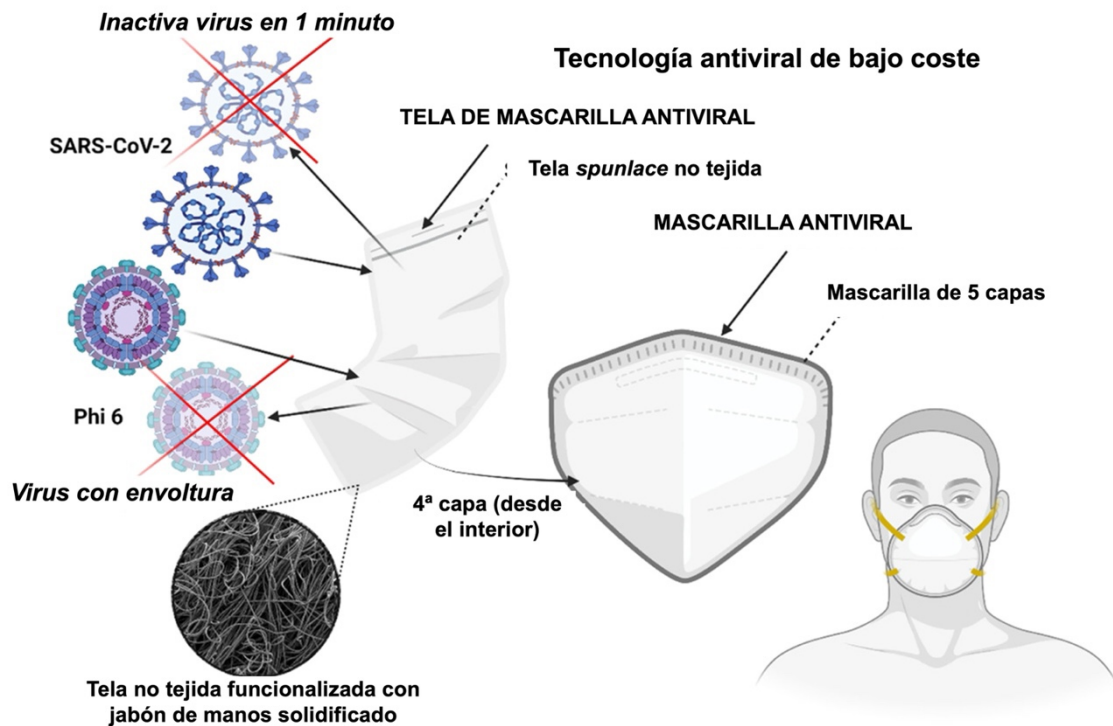 Inactiva virus en 1 minuto
Tecnología antiviral de bajo coste
TELA DE MASCARILLA ANTIVIRAL
SARS-CoV-2
Tela spunlace no tejida
MASCARILLA ANTIVIRAL
Mascarilla de 5 capas
Phi 6
Virus con envoltura
4ª capa (desde
el interior)
Tela no tejida funcionalizada con
jabón de manos solidificado